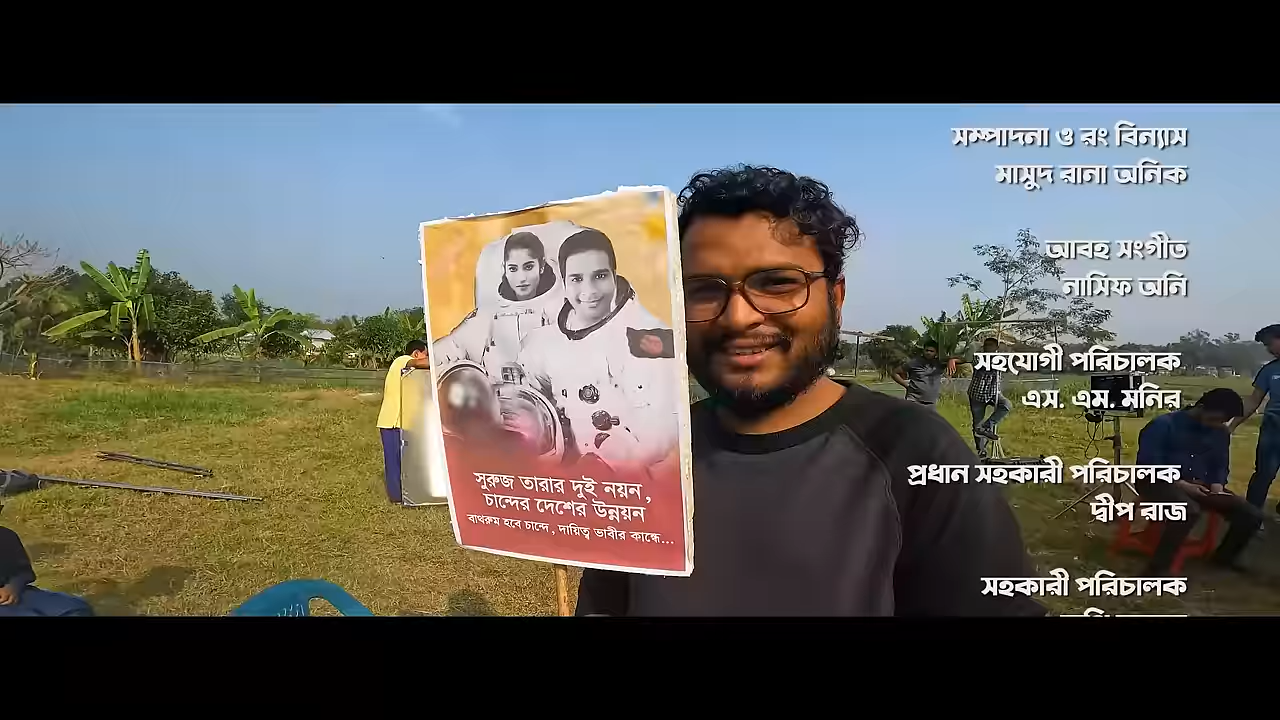 সুরুজ তারার দুই নয়ন,
চান্দের দেশের উন্নয়ন
বাথরুম হবে চান্দে, দায়িত্ব ভাবীর কান্ধে...
সম্পাদনা ও রং বিন্যাস
মাসুদ রানা অনিক
আবহ সংগীত
নাসিফ অনি
সহযোগী পরিচালক
এস. এম. মনির
প্রধান সহকারী পরিচালক
দ্বীপ রাজ
সহকারী পরিচালক